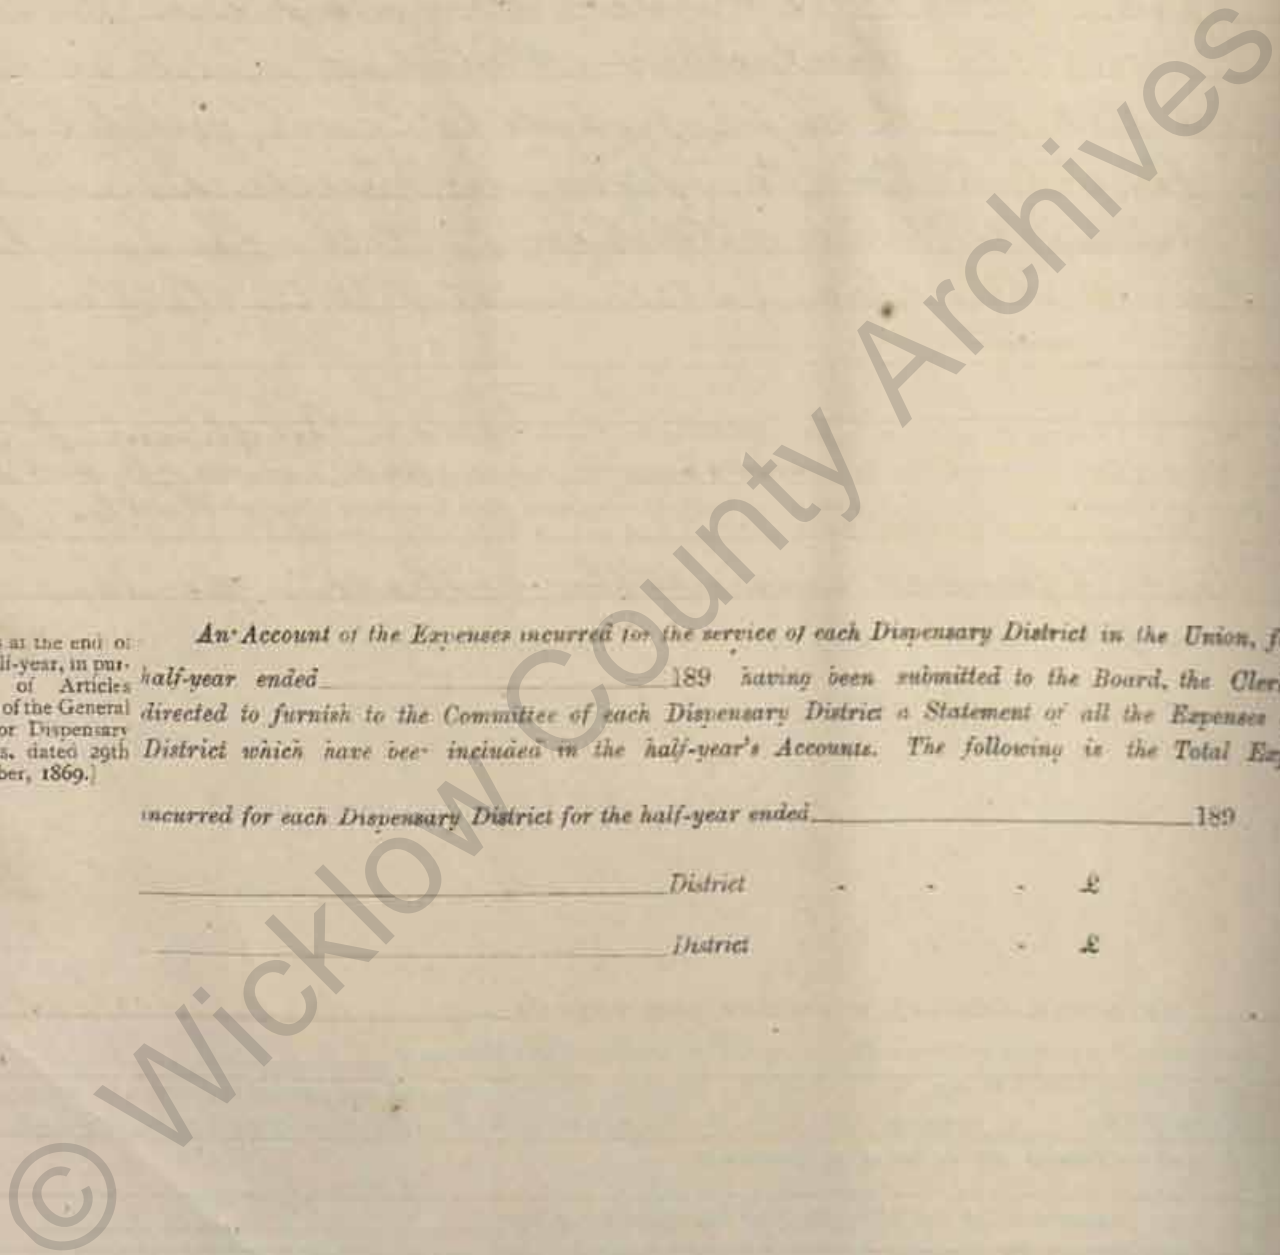 s at the end of
lf-year, in pur-
of Articles
of the General
or Dispensary
s, dated 29th
ber, 1869.]
An Account of the Expenses incurred for the service of each Dispensary District in the Union, f
half-year ended 189 having been submitted to the Board, the Cler
directed to furnish to the Committee of each Dispensary District a Statement of all the Expenses
District which have been included in the half-year's Accounts. The following is the Total Ex
incurred for each Dispensary District for the half-year ended 189
District - - - £
District - £
© Wicklow County Archives